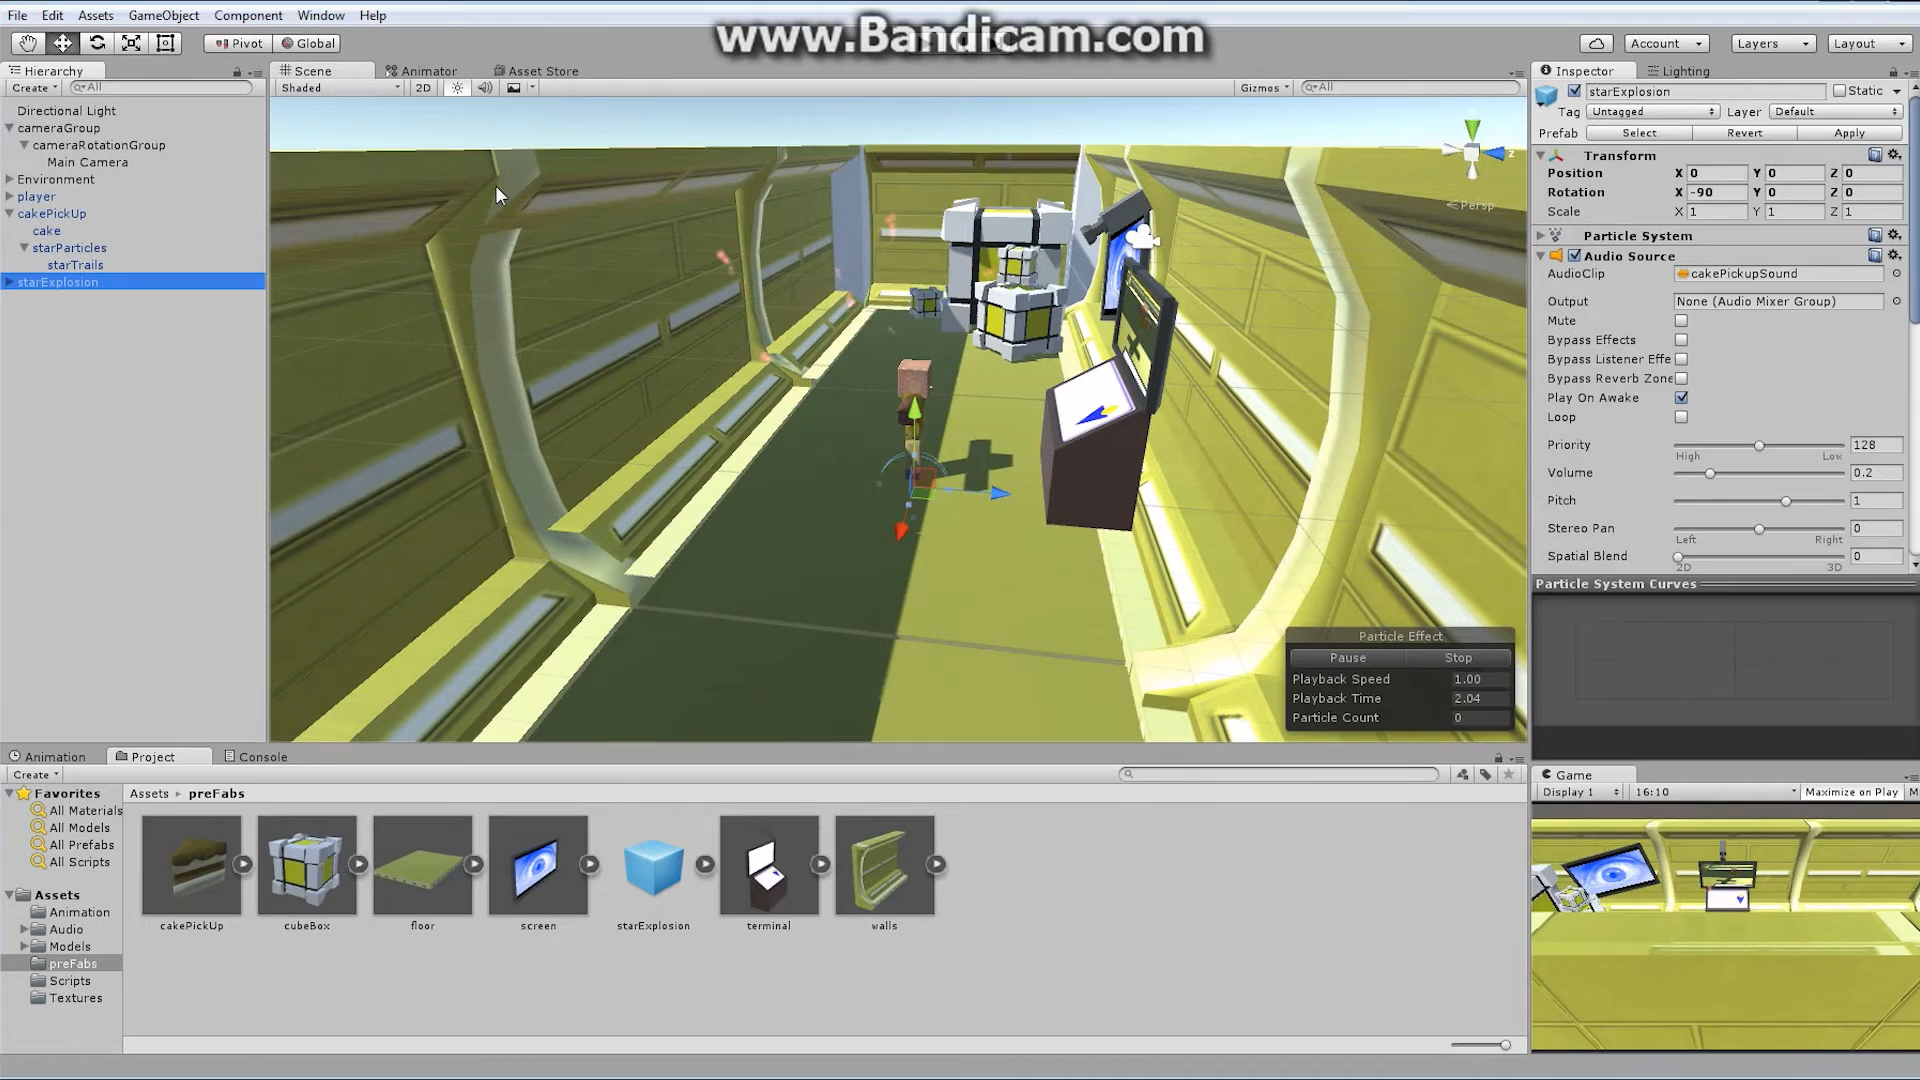 File Edit Assets GameObject Component Window Help
www.Bandicam.com
Pivot Global
Account Layers Layout
Hierarchy
Create All
Directional Light
cameraGroup
cameraRotationGroup
Main Camera
Environment
player
cakePickUp
cake
starParticles
starTrails
starExplosion
Scene Animator Asset Store
Shaded 2D Gizmos All
Persp
z
Particle Effect
Pause Stop
Playback Speed 1.00
Playback Time 2.04
Particle Count 0
Inspector Lighting
starExplosion Static
Tag Untagged Layer Default
Prefab Select Revert Apply
Transform
Position X 0 Y 0 Z 0
Rotation X -90 Y 0 Z 0
Scale X 1 Y 1 Z 1
Particle System
Audio Source
AudioClip cakePickupSound
Output None (Audio Mixer Group)
Mute
Bypass Effects
Bypass Listener Effe
Bypass Reverb Zone
Play On Awake
Loop
Priority 128
High Low
Volume 0.2
Pitch 1
Stereo Pan 0
Left Right
Spatial Blend 0
2D 3D
Particle System Curves
Animation Project Console
Create
Favorites
All Materials
All Models
All Prefabs
All Scripts
Assets
Animation
Audio
Models
preFabs
Scripts
Textures
Assets preFabs
cakePickUp cubeBox floor screen starExplosion terminal walls
Game
Display 1 16:10 Maximize on Play M